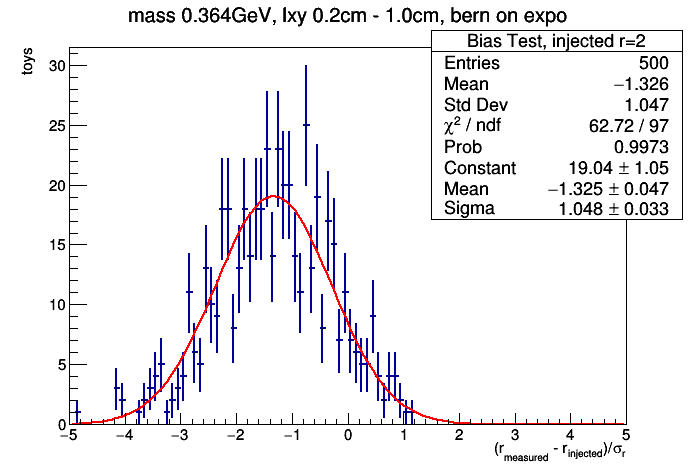 mass 0.364GeV, lxy 0.2cm - 1.0cm, bern on expo
Bias Test, injected r=2
Entries 500
Mean −1.326
Std Dev 1.047
χ² / ndf 62.72 / 97
Prob 0.9973
Constant 19.04 ± 1.05
Mean −1.325 ± 0.047
Sigma 1.048 ± 0.033
toys
30
25
20
15
10
5
0
−5 −4 −3 −2 −1 0 1 2 3 4 5
(r_measured - r_injected)/σ_r